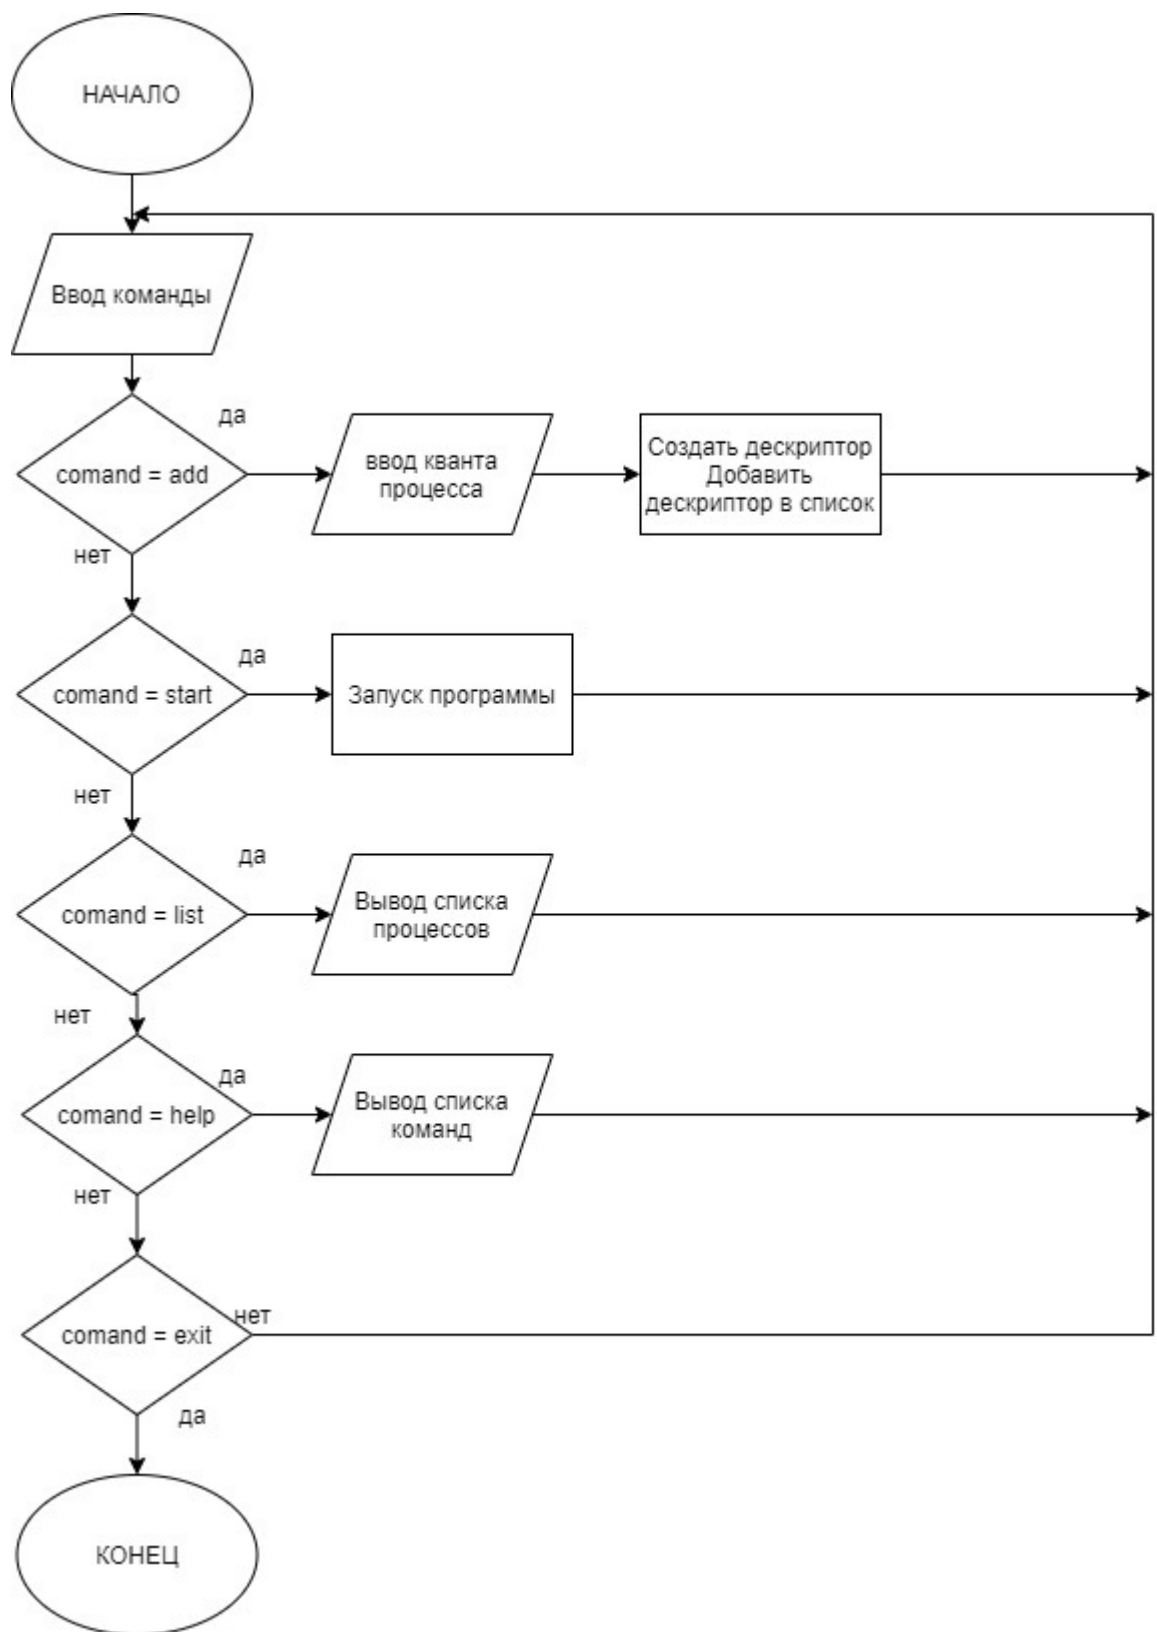 НАЧАЛО
Ввод команды
да
comand = add
ввод кванта
процесса
Создать дескриптор
Добавить
дескриптор в список
нет
да
comand = start
Запуск программы
нет
да
comand = list
Вывод списка
процессов
нет
да
comand = help
Вывод списка
команд
нет
нет
comand = exit
да
КОНЕЦ